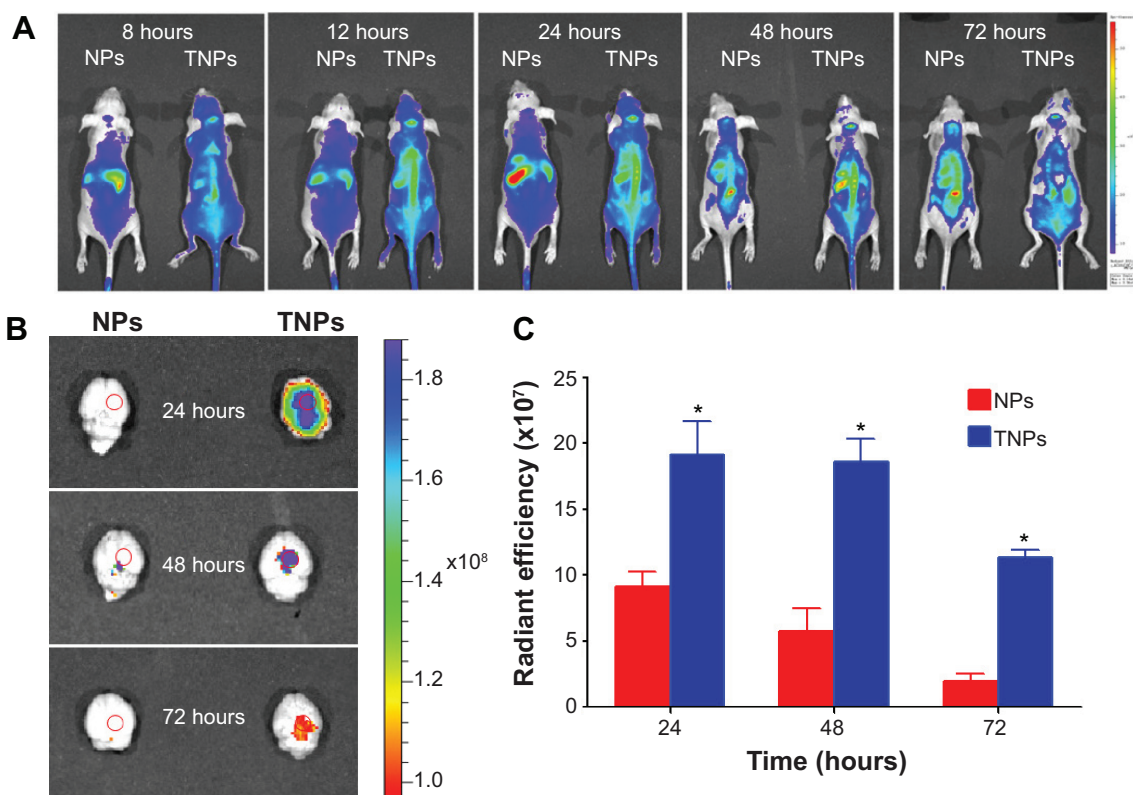 A
8 hours
NPs TNPs
12 hours
NPs TNPs
24 hours
NPs TNPs
48 hours
NPs TNPs
72 hours
NPs TNPs
B
NPs TNPs
24 hours
48 hours
72 hours
1.8
1.6
1.4
x10⁸
1.2
1.0
C
Radiant efficiency (x10⁷)
25
20
15
10
5
0
NPs
TNPs
*
*
*
24 48 72
Time (hours)